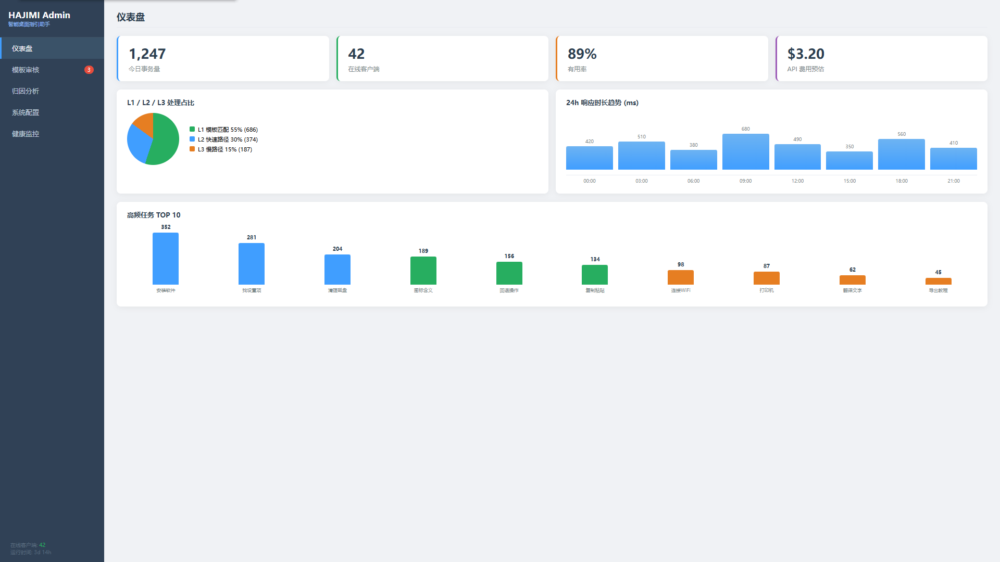 HAJIMI Admin
智能桌面指引助手
仪表盘
模板审核 3
归因分析
系统配置
健康监控
在线客户端: 42
运行时间: 3d 14h
仪表盘
1,247
今日事务量
42
在线客户端
89%
有用率
$3.20
API 费用预估
L1 / L2 / L3 处理占比
L1 模板匹配 55% (686)
L2 快速路径 30% (374)
L3 慢路径 15% (187)
24h 响应时长趋势 (ms)
420 510 380 680 490 350 560 410
00:00 03:00 06:00 09:00 12:00 15:00 18:00 21:00
高频任务 TOP 10
352 281 204 189 156 134 98 87 62 45
安装软件 找设置项 清理磁盘 图标含义 回退操作 复制粘贴 连接WiFi 打印机 翻译文字 导出教程